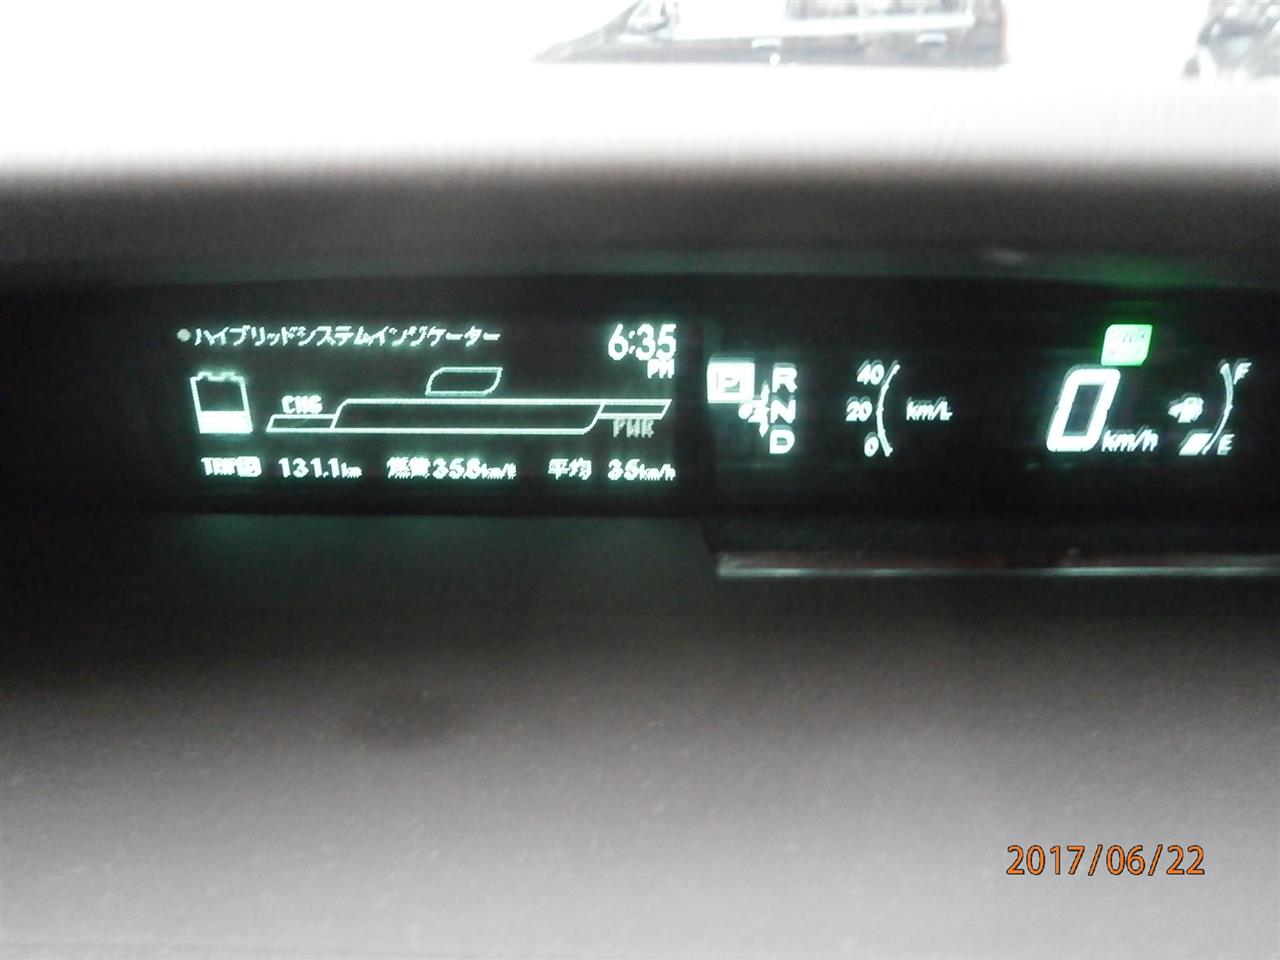 ハイブリッドシステムインジケーター
6:35
PM
CHG
PWR
TRIP 131.1km 燃費35.8km/ℓ 平均 35km/h
P
R
N
D
40
20
0
km/L
0km/h
F
E
2017/06/22